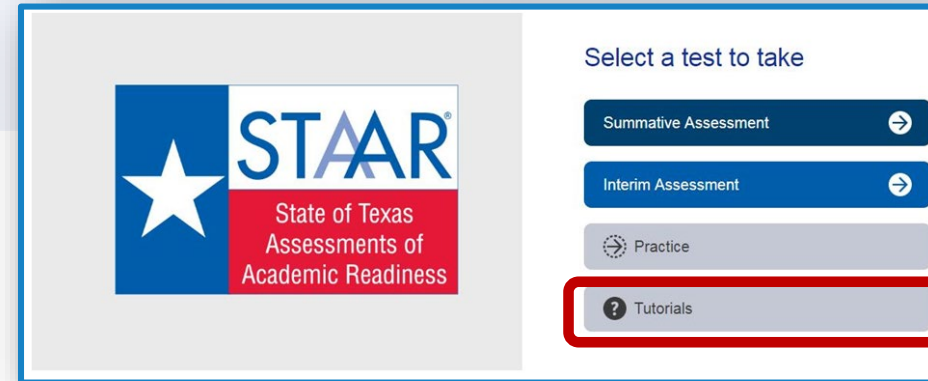 STAAR®
State of Texas
Assessments of
Academic Readiness
Select a test to take
Summative Assessment
Interim Assessment
Practice
Tutorials